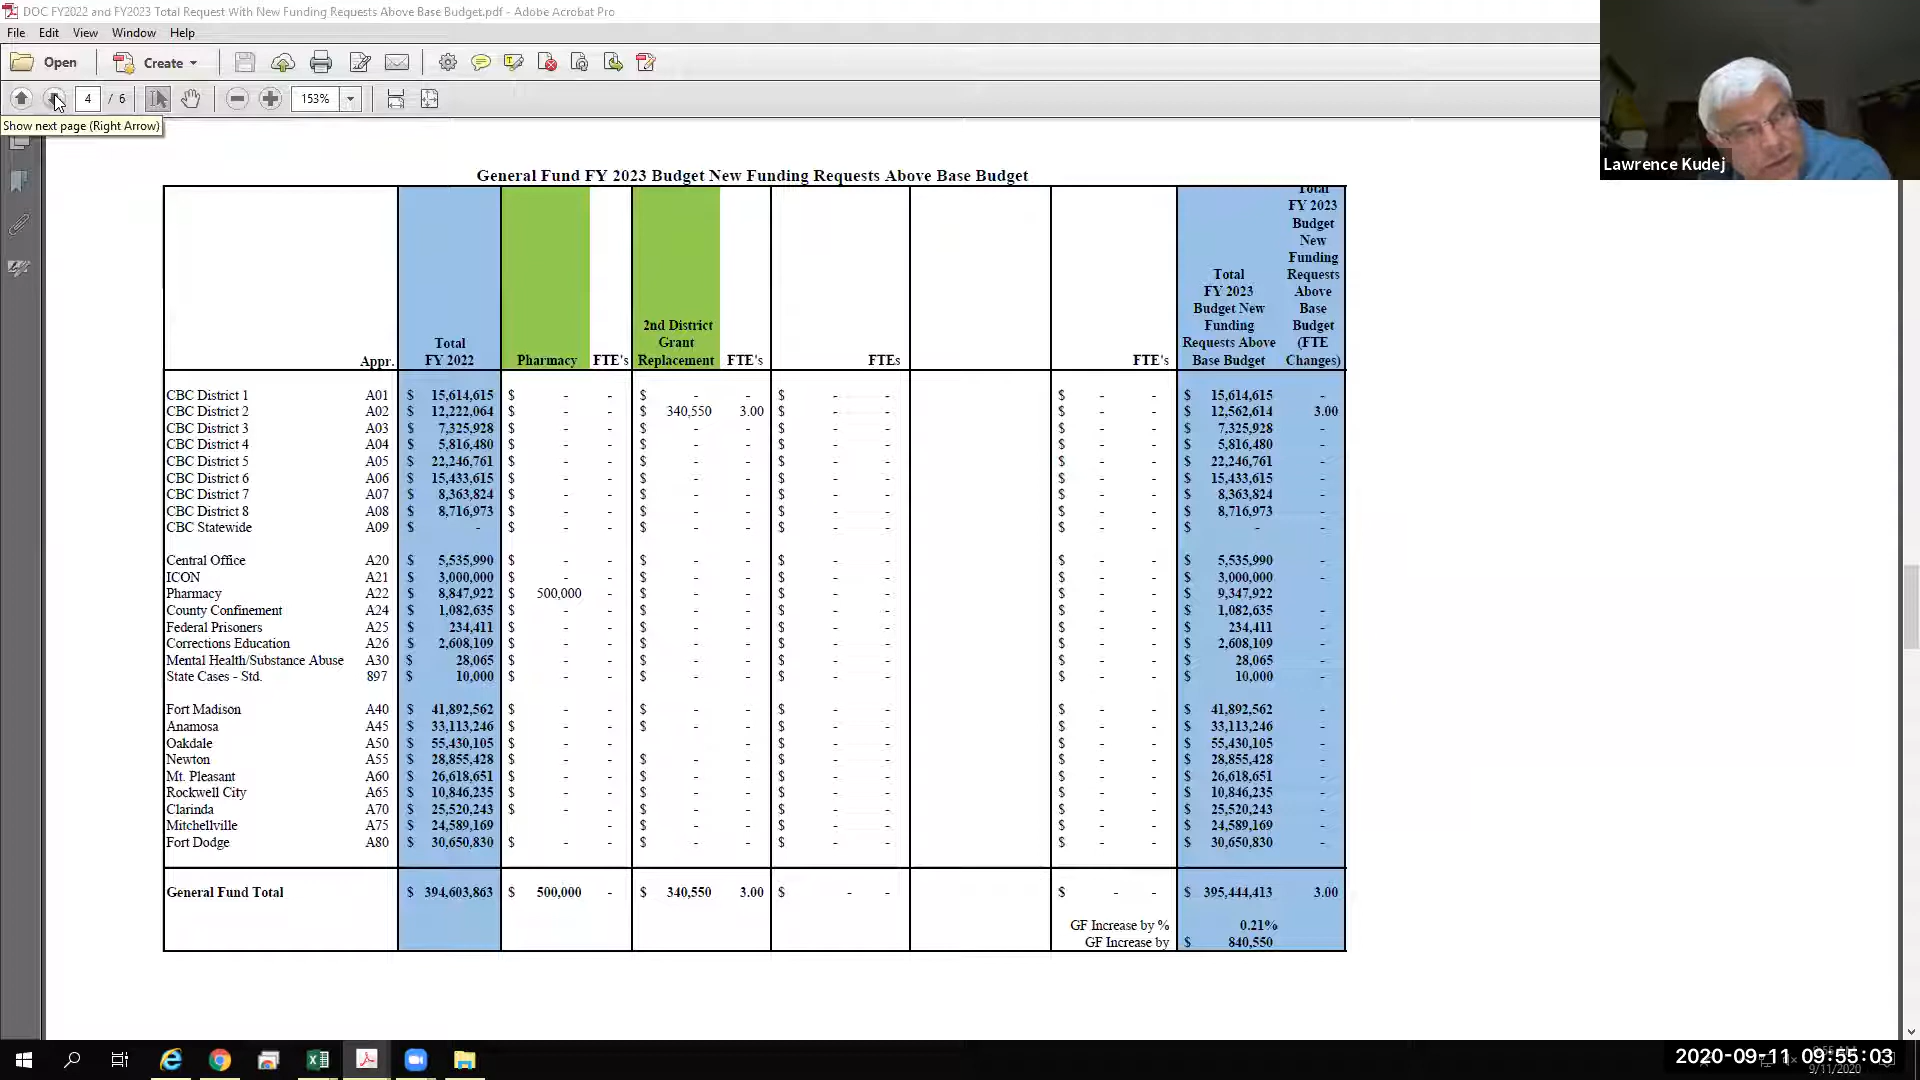 DOC FY2022 and FY2023 Total Request With New Funding Requests Above Base Budget.pdf - Adobe Acrobat Pro
File Edit View Window Help
Open Create
4 / 6 153%
Show next page (Right Arrow)
Lawrence Kudej
General Fund FY 2023 Budget New Funding Requests Above Base Budget
Appr. Total FY 2022 Pharmacy FTE's 2nd District Grant Replacement FTE's FTEs FTE's Total FY 2023 Budget New Funding Requests Above Base Budget Total FY 2023 Budget New Funding Requests Above Base Budget (FTE Changes)
CBC District 1 A01 $ 15,614,615 $ - - $ - - $ - - $ - - $ 15,614,615 -
CBC District 2 A02 $ 12,222,064 $ - - $ 340,550 3.00 $ - - $ - - $ 12,562,614 3.00
CBC District 3 A03 $ 7,325,928 $ - - $ - - $ - - $ - - $ 7,325,928 -
CBC District 4 A04 $ 5,816,480 $ - - $ - - $ - - $ - - $ 5,816,480 -
CBC District 5 A05 $ 22,246,761 $ - - $ - - $ - - $ - - $ 22,246,761 -
CBC District 6 A06 $ 15,433,615 $ - - $ - - $ - - $ - - $ 15,433,615 -
CBC District 7 A07 $ 8,363,824 $ - - $ - - $ - - $ - - $ 8,363,824 -
CBC District 8 A08 $ 8,716,973 $ - - $ - - $ - - $ - - $ 8,716,973 -
CBC Statewide A09 $ - $ - - $ - - $ - - $ - - $ - -
Central Office A20 $ 5,535,990 $ - - $ - - $ - - $ - - $ 5,535,990 -
ICON A21 $ 3,000,000 $ - - $ - - $ - - $ - - $ 3,000,000 -
Pharmacy A22 $ 8,847,922 $ 500,000 - $ - - $ - - $ - - $ 9,347,922 -
County Confinement A24 $ 1,082,635 $ - - $ - - $ - - $ - - $ 1,082,635 -
Federal Prisoners A25 $ 234,411 $ - - $ - - $ - - $ - - $ 234,411 -
Corrections Education A26 $ 2,608,109 $ - - $ - - $ - - $ - - $ 2,608,109 -
Mental Health/Substance Abuse A30 $ 28,065 $ - - $ - - $ - - $ - - $ 28,065 -
State Cases - Std. 897 $ 10,000 $ - - $ - - $ - - $ - - $ 10,000 -
Fort Madison A40 $ 41,892,562 $ - - $ - - $ - - $ - - $ 41,892,562 -
Anamosa A45 $ 33,113,246 $ - - $ - - $ - - $ - - $ 33,113,246 -
Oakdale A50 $ 55,430,105 $ - - - $ - - $ - - $ 55,430,105 -
Newton A55 $ 28,855,428 $ - - $ - - $ - - $ - - $ 28,855,428 -
Mt. Pleasant A60 $ 26,618,651 $ - - $ - - $ - - $ - - $ 26,618,651 -
Rockwell City A65 $ 10,846,235 $ - - $ - - $ - - $ - - $ 10,846,235 -
Clarinda A70 $ 25,520,243 $ - - $ - - $ - - $ - - $ 25,520,243 -
Mitchellville A75 $ 24,589,169 - $ - - $ - - $ - - $ 24,589,169 -
Fort Dodge A80 $ 30,650,830 $ - - $ - - $ - - $ - - $ 30,650,830 -
General Fund Total $ 394,603,863 $ 500,000 - $ 340,550 3.00 $ - - $ - - $ 395,444,413 3.00
GF Increase by % 0.21%
GF Increase by $ 840,550
2020-09-11 09:55:03
9/11/2020